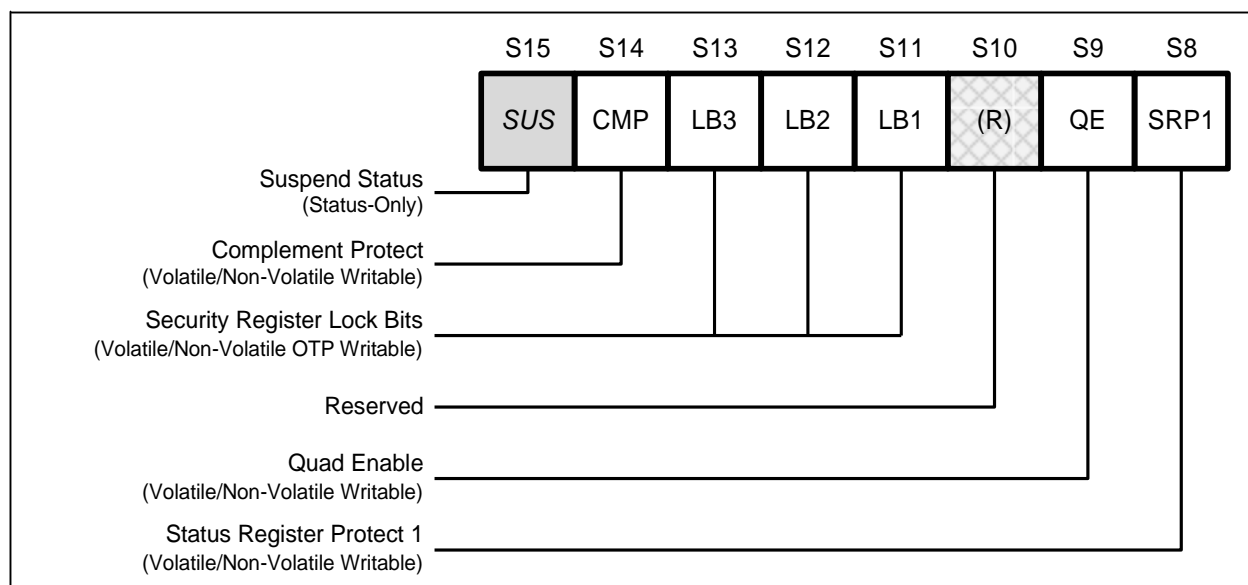 S15 S14 S13 S12 S11 S10 S9 S8
SUS CMP LB3 LB2 LB1 (R) QE SRP1
Suspend Status
(Status-Only)
Complement Protect
(Volatile/Non-Volatile Writable)
Security Register Lock Bits
(Volatile/Non-Volatile OTP Writable)
Reserved
Quad Enable
(Volatile/Non-Volatile Writable)
Status Register Protect 1
(Volatile/Non-Volatile Writable)